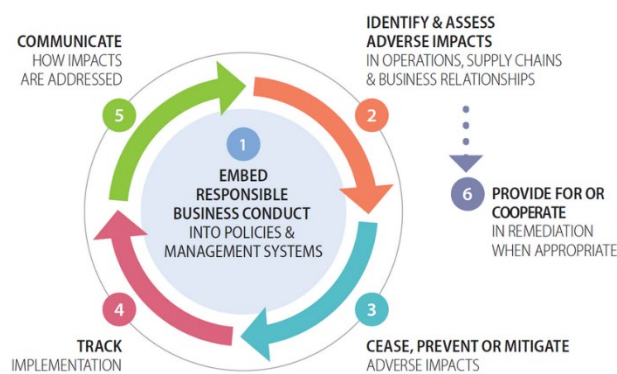 1
EMBED
RESPONSIBLE
BUSINESS CONDUCT
INTO POLICIES &
MANAGEMENT SYSTEMS
2
IDENTIFY & ASSESS
ADVERSE IMPACTS
IN OPERATIONS, SUPPLY CHAINS
& BUSINESS RELATIONSHIPS
3
CEASE, PREVENT OR MITIGATE
ADVERSE IMPACTS
4
TRACK
IMPLEMENTATION
5
COMMUNICATE
HOW IMPACTS
ARE ADDRESSED
6
PROVIDE FOR OR
COOPERATE
IN REMEDIATION
WHEN APPROPRIATE